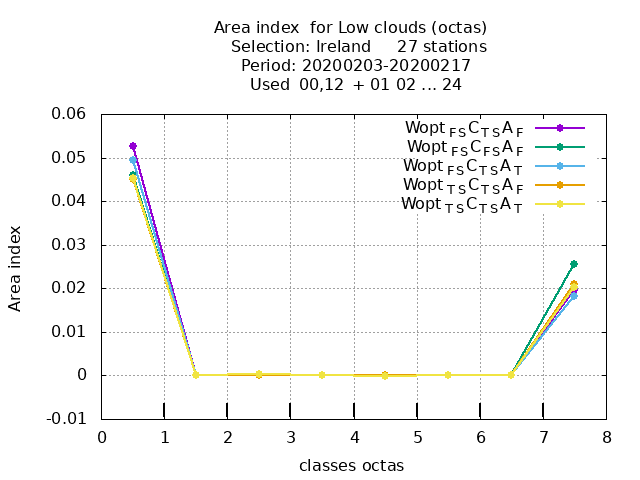 Area index  for Low clouds (octas)
Selection: Ireland     27 stations
Period: 20200203-20200217
Used  00,12  + 01 02 ... 24
0.06
0.05
0.04
0.03
0.02
0.01
0
-0.01
Area index
Wopt FS C TS A F
Wopt FS C FS A F
Wopt FS C TS A T
Wopt TS C TS A F
Wopt TS C TS A T
0 1 2 3 4 5 6 7 8
classes octas